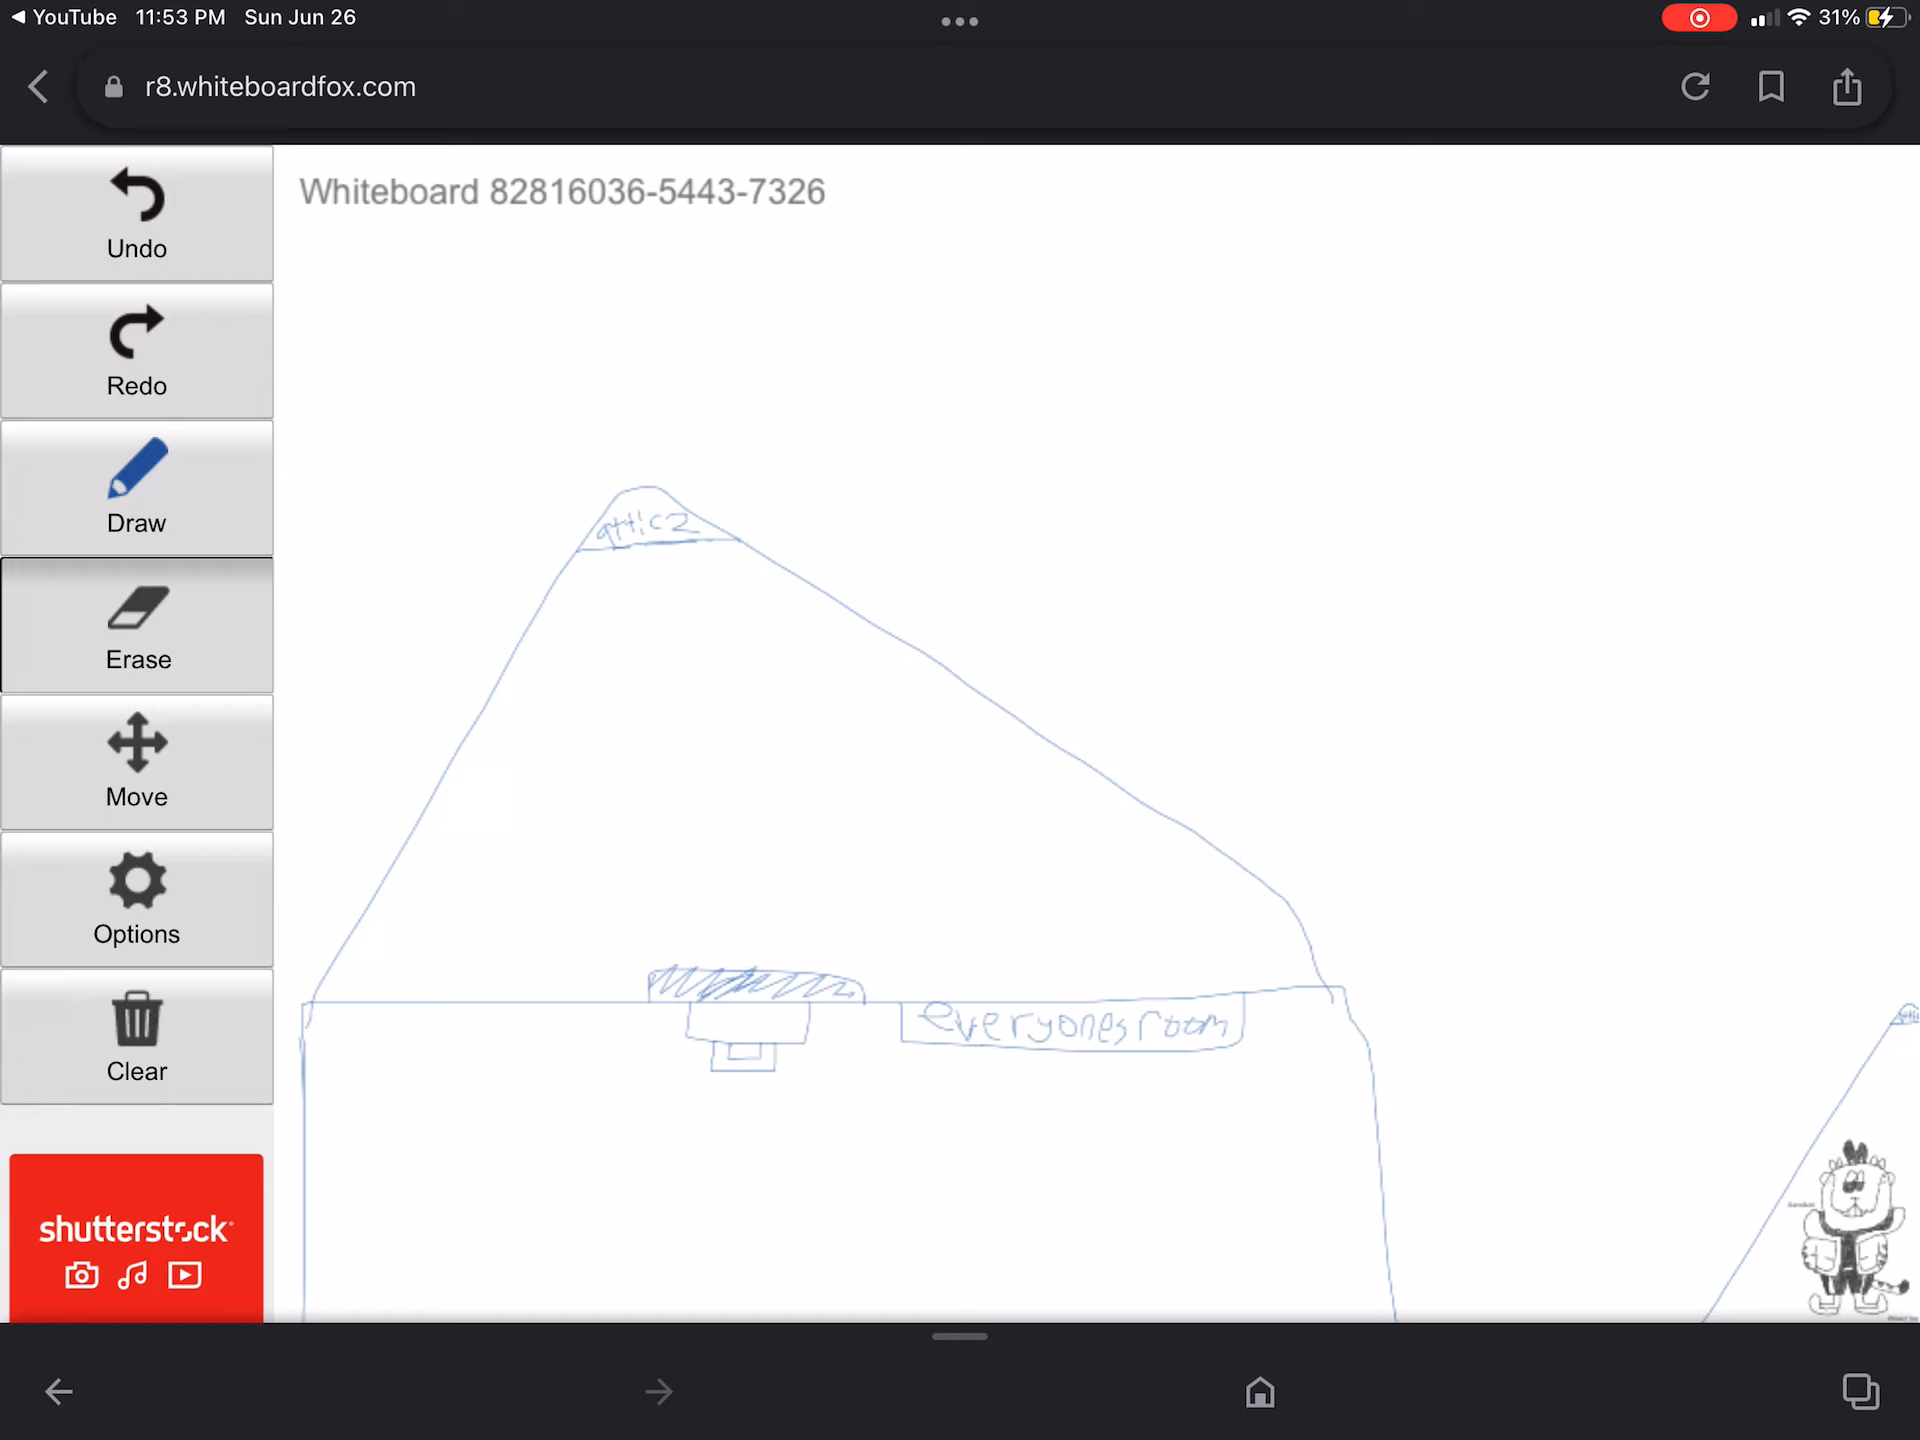 YouTube 11:53 PM Sun Jun 26
31%
r8.whiteboardfox.com
Undo
Whiteboard 82816036-5443-7326
Redo
Draw
attic2
Erase
Move
Options
everyones room
Clear
shutterstock